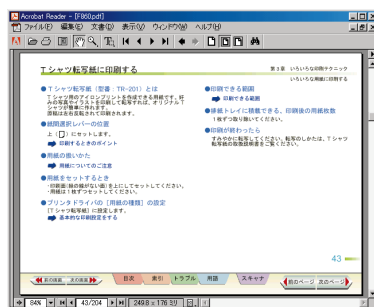 Acrobat Reader - [F860.pdf]
ファイル(F) 編集(E) 文書(D) 表示(V) ウィンドウ(W) ヘルプ(H)
Tシャツ転写紙に印刷する
第3章 いろいろな印刷テクニック
いろいろな用紙に印刷する
●Tシャツ転写紙（型番：TR-201）とは
Tシャツ用のアイロンプリントを作成できる用紙です。好
みの写真やイラストを印刷して転写すれば、オリジナルT
シャツが簡単に作れます。
原稿は左右反転されて印刷されます。
●紙間選択レバーの位置
上（ ）にセットします。
印刷するときのポイント
●用紙の扱いかた
用紙についてのご注意
●用紙をセットするとき
・印刷面(緑の線がない面)を上にしてセットしてください。
・用紙は1枚ずつセットしてください。
●プリンタドライバの［用紙の種類］の設定
[Tシャツ転写紙]に設定します。
基本的な印刷設定をする
●印刷できる範囲
印刷できる範囲
●排紙トレイに積載できる、印刷後の用紙枚数
1枚ずつ取り除いてください。
●印刷が終わったら
すみやかに転写してください。転写のしかたは、Tシャツ
転写紙の取扱説明書をご覧ください。
43
前の画面 次の画面
目次 索引 トラブル 用語 スキャナ
前のページ 次のページ
84% 43/204 249.8 x 176 ミリ